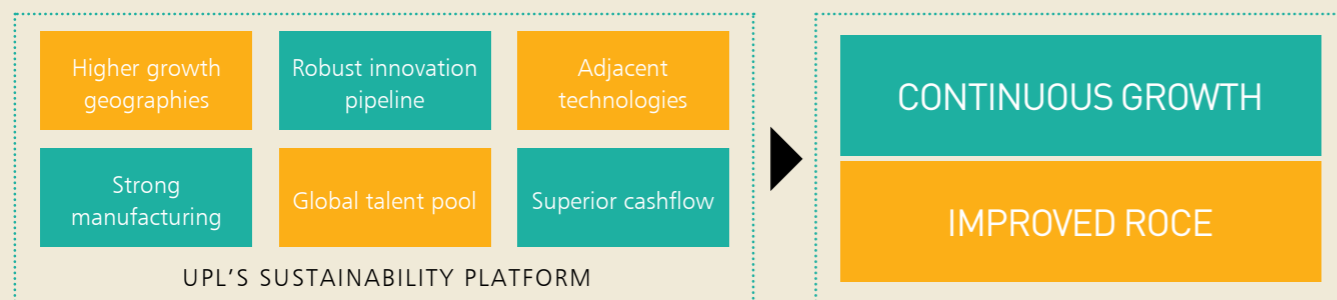 Higher growth
geographies
Robust innovation
pipeline
Adjacent
technologies
Strong
manufacturing
Global talent pool
Superior cashflow
UPL’S SUSTAINABILITY PLATFORM
CONTINUOUS GROWTH
IMPROVED ROCE